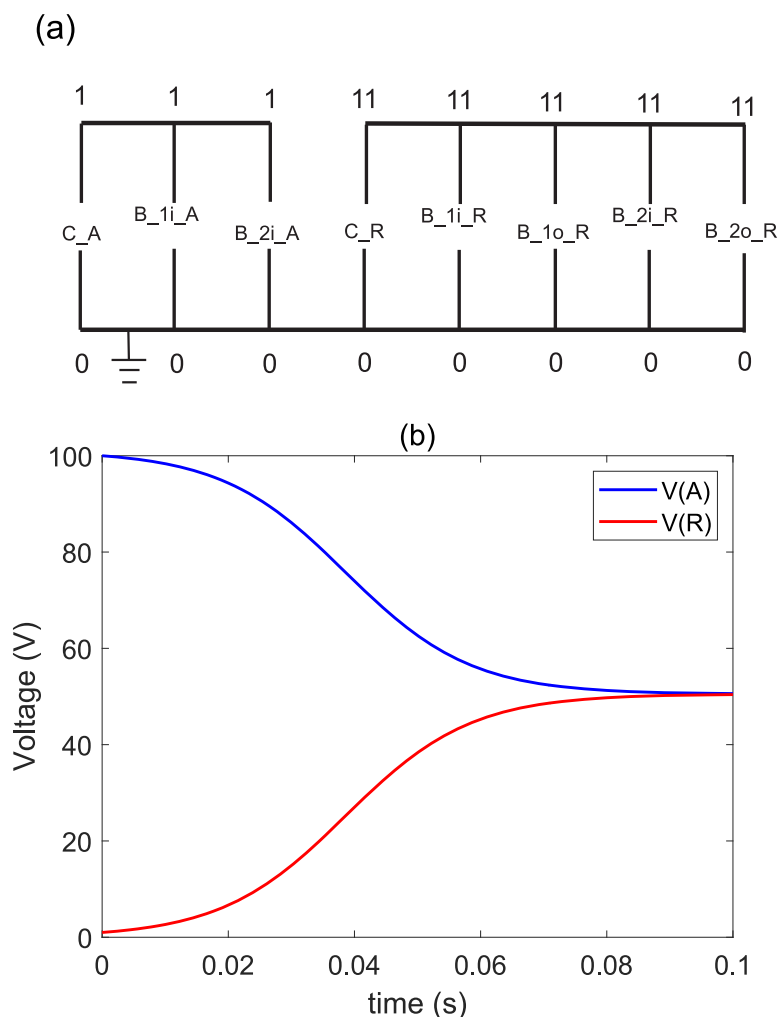 (a)
1 1 1 11 11 11 11 11
C_A B_1i_A B_2i_A C_R B_1i_R B_1o_R B_2i_R B_2o_R
0 0 0 0 0 0 0 0
(b)
100
80
60
40
20
0
Voltage (V)
V(A)
V(R)
0 0.02 0.04 0.06 0.08 0.1
time (s)